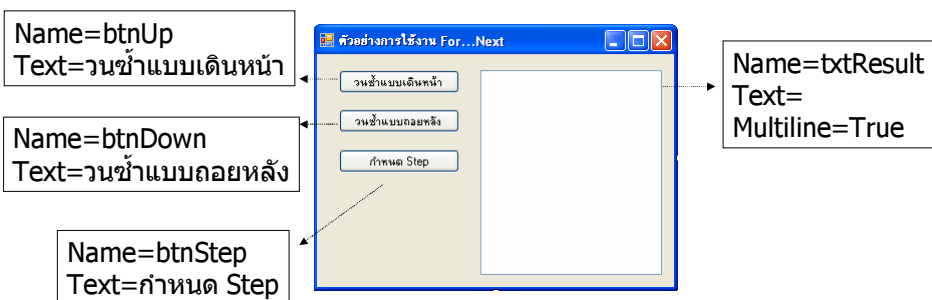 Name=btnUp
Text=วนซ้ำแบบเดินหน้า
Name=btnDown
Text=วนซ้ำแบบถอยหลัง
Name=btnStep
Text=กำหนด Step
ตัวอย่างการใช้งาน For...Next
วนซ้ำแบบเดินหน้า
วนซ้ำแบบถอยหลัง
กำหนด Step
Name=txtResult
Text=
Multiline=True